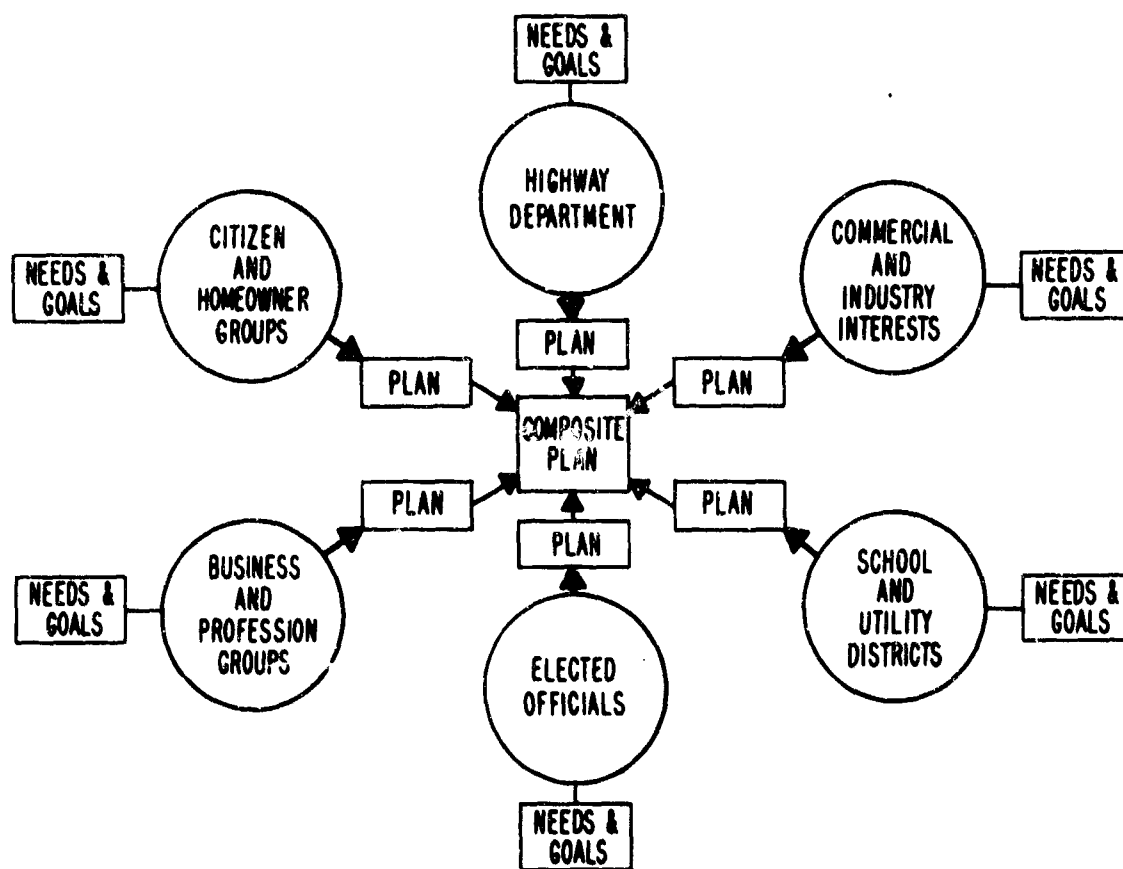 NEEDS &
GOALS
HIGHWAY
DEPARTMENT
CITIZEN
AND
HOMEOWNER
GROUPS
NEEDS &
GOALS
COMMERCIAL
AND
INDUSTRY
INTERESTS
NEEDS &
GOALS
PLAN
PLAN
PLAN
COMPOSITE
PLAN
PLAN
PLAN
PLAN
BUSINESS
AND
PROFESSION
GROUPS
NEEDS &
GOALS
SCHOOL
AND
UTILITY
DISTRICTS
NEEDS &
GOALS
ELECTED
OFFICIALS
NEEDS &
GOALS